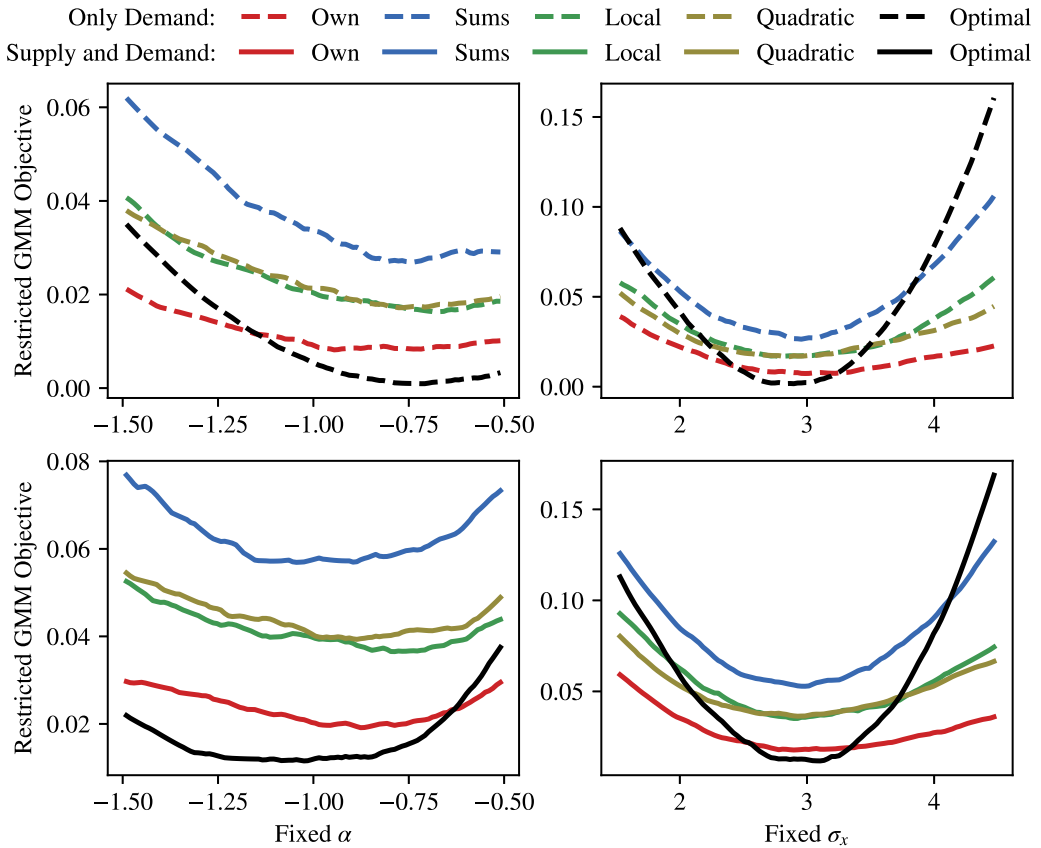 Only Demand: Own Sums Local Quadratic Optimal
Supply and Demand: Own Sums Local Quadratic Optimal
Restricted GMM Objective
0.06
0.04
0.02
0.00
−1.50 −1.25 −1.00 −0.75 −0.50
0.15
0.10
0.05
0.00
2 3 4
Restricted GMM Objective
0.08
0.06
0.04
0.02
−1.50 −1.25 −1.00 −0.75 −0.50
Fixed α
0.15
0.10
0.05
2 3 4
Fixed σₓ